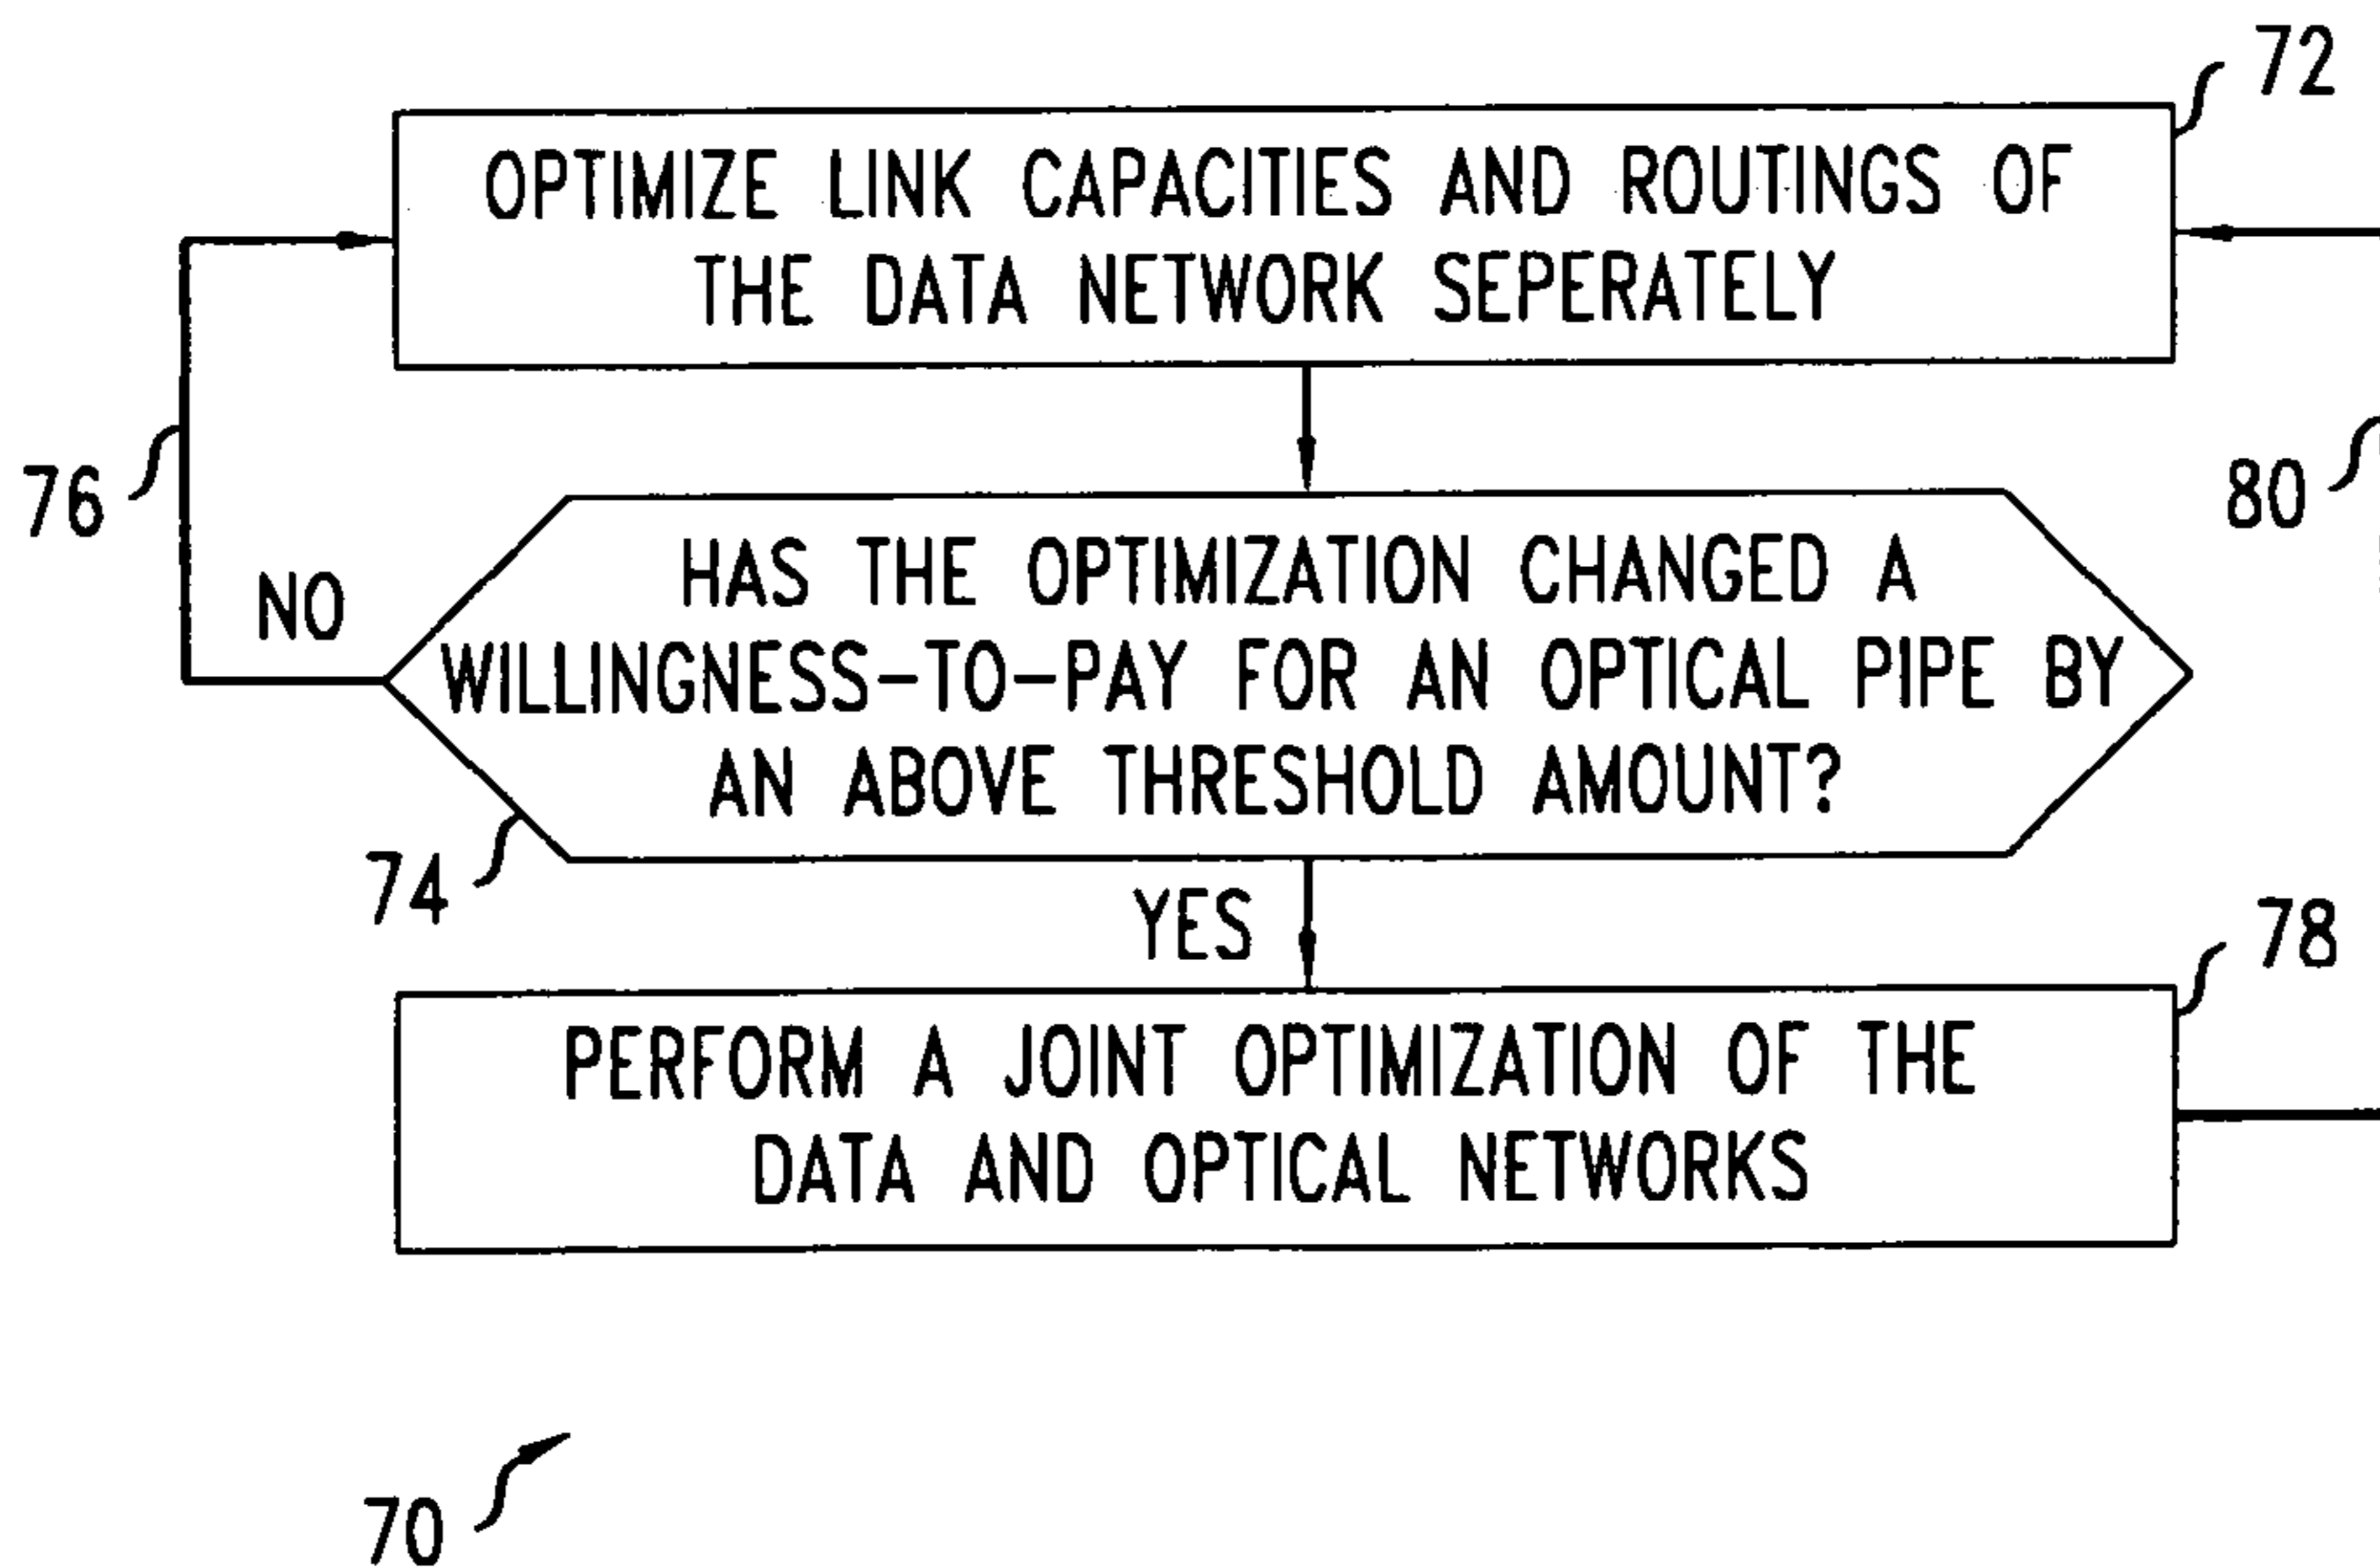 72
OPTIMIZE LINK CAPACITIES AND ROUTINGS OF
THE DATA NETWORK SEPERATELY
76
80
NO
HAS THE OPTIMIZATION CHANGED A
WILLINGNESS-TO-PAY FOR AN OPTICAL PIPE BY
AN ABOVE THRESHOLD AMOUNT?
74
YES
78
PERFORM A JOINT OPTIMIZATION OF THE
DATA AND OPTICAL NETWORKS
70